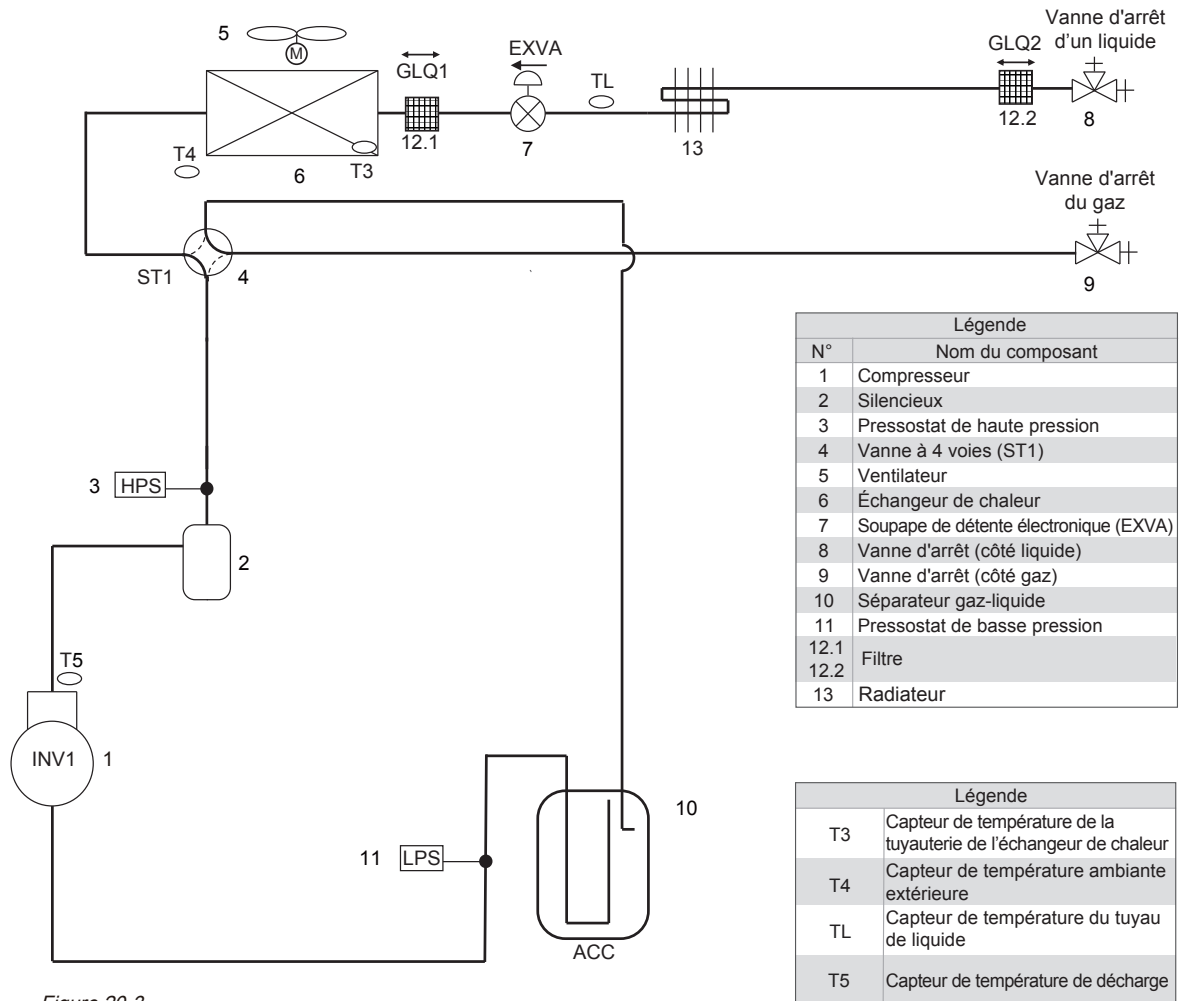 Vanne d'arrêt
d'un liquide
5
M
EXVA
GLQ2
GLQ1
TL
T4
12.1
7
13
12.2
8
6
T3
Vanne d'arrêt
du gaz
ST1
4
9
3 HPS
2
T5
INV1 1
10
11 LPS
ACC
Légende
N° Nom du composant
1 Compresseur
2 Silencieux
3 Pressostat de haute pression
4 Vanne à 4 voies (ST1)
5 Ventilateur
6 Échangeur de chaleur
7 Soupape de détente électronique (EXVA)
8 Vanne d'arrêt (côté liquide)
9 Vanne d'arrêt (côté gaz)
10 Séparateur gaz-liquide
11 Pressostat de basse pression
12.1
12.2 Filtre
13 Radiateur
Légende
T3 Capteur de température de la
tuyauterie de l'échangeur de chaleur
T4 Capteur de température ambiante
extérieure
TL Capteur de température du tuyau
de liquide
T5 Capteur de température de décharge